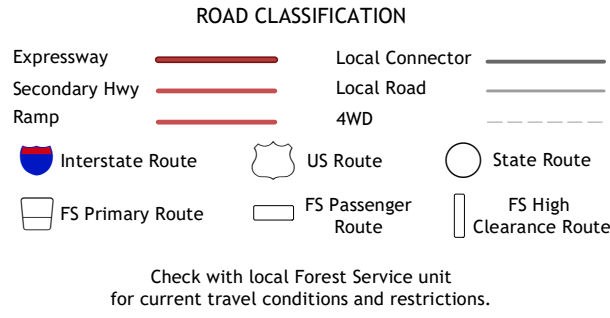 ROAD CLASSIFICATION
Expressway
Local Connector
Secondary Hwy
Local Road
Ramp
4WD
Interstate Route
US Route
State Route
FS Primary Route
FS Passenger
Route
FS High
Clearance Route
Check with local Forest Service unit
for current travel conditions and restrictions.